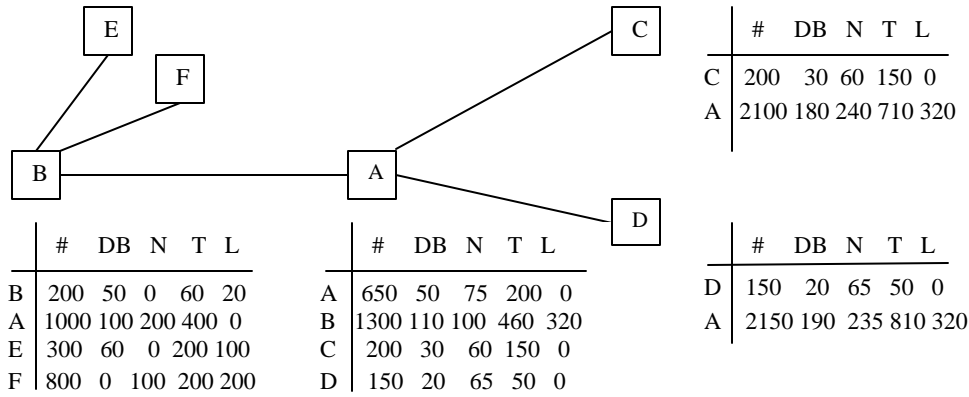 E
C
F
B
A
D
# DB N T L
C 200 30 60 150 0
A 2100 180 240 710 320
# DB N T L
B 200 50 0 60 20
A 1000 100 200 400 0
E 300 60 0 200 100
F 800 0 100 200 200
# DB N T L
A 650 50 75 200 0
B 1300 110 100 460 320
C 200 30 60 150 0
D 150 20 65 50 0
# DB N T L
D 150 20 65 50 0
A 2150 190 235 810 320